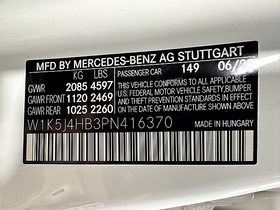 MFD BY MERCEDES-BENZ AG STUTTGART
KG LBS
GVWR 2085 4597
GAWR FRONT 1120 2469
GAWR REAR 1025 2260
PASSENGER CAR 149 06/22
THIS VEHICLE CONFORMS TO ALL APPLICABLE
U.S. FEDERAL MOTOR VEHICLE SAFETY, BUMPER,
AND THEFT PREVENTION STANDARDS IN EFFECT
ON THE DATE OF MANUFACTURE SHOWN ABOVE.
W1K5J4HB3PN416370
MADE IN HUNGARY